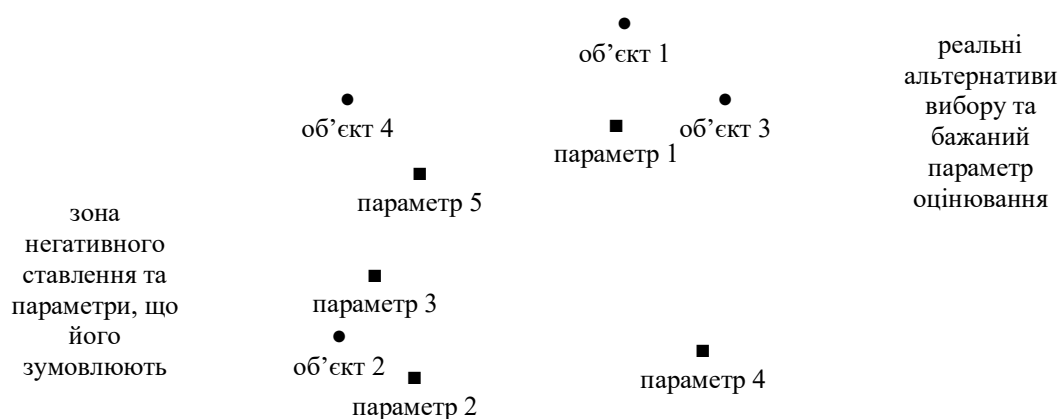 об’єкт 1
реальні
альтернативи
вибору та
бажаний
параметр
оцінювання
об’єкт 4
об’єкт 3
параметр 1
параметр 5
зона
негативного
ставлення та
параметри, що
його
зумовлюють
параметр 3
об’єкт 2
параметр 4
параметр 2